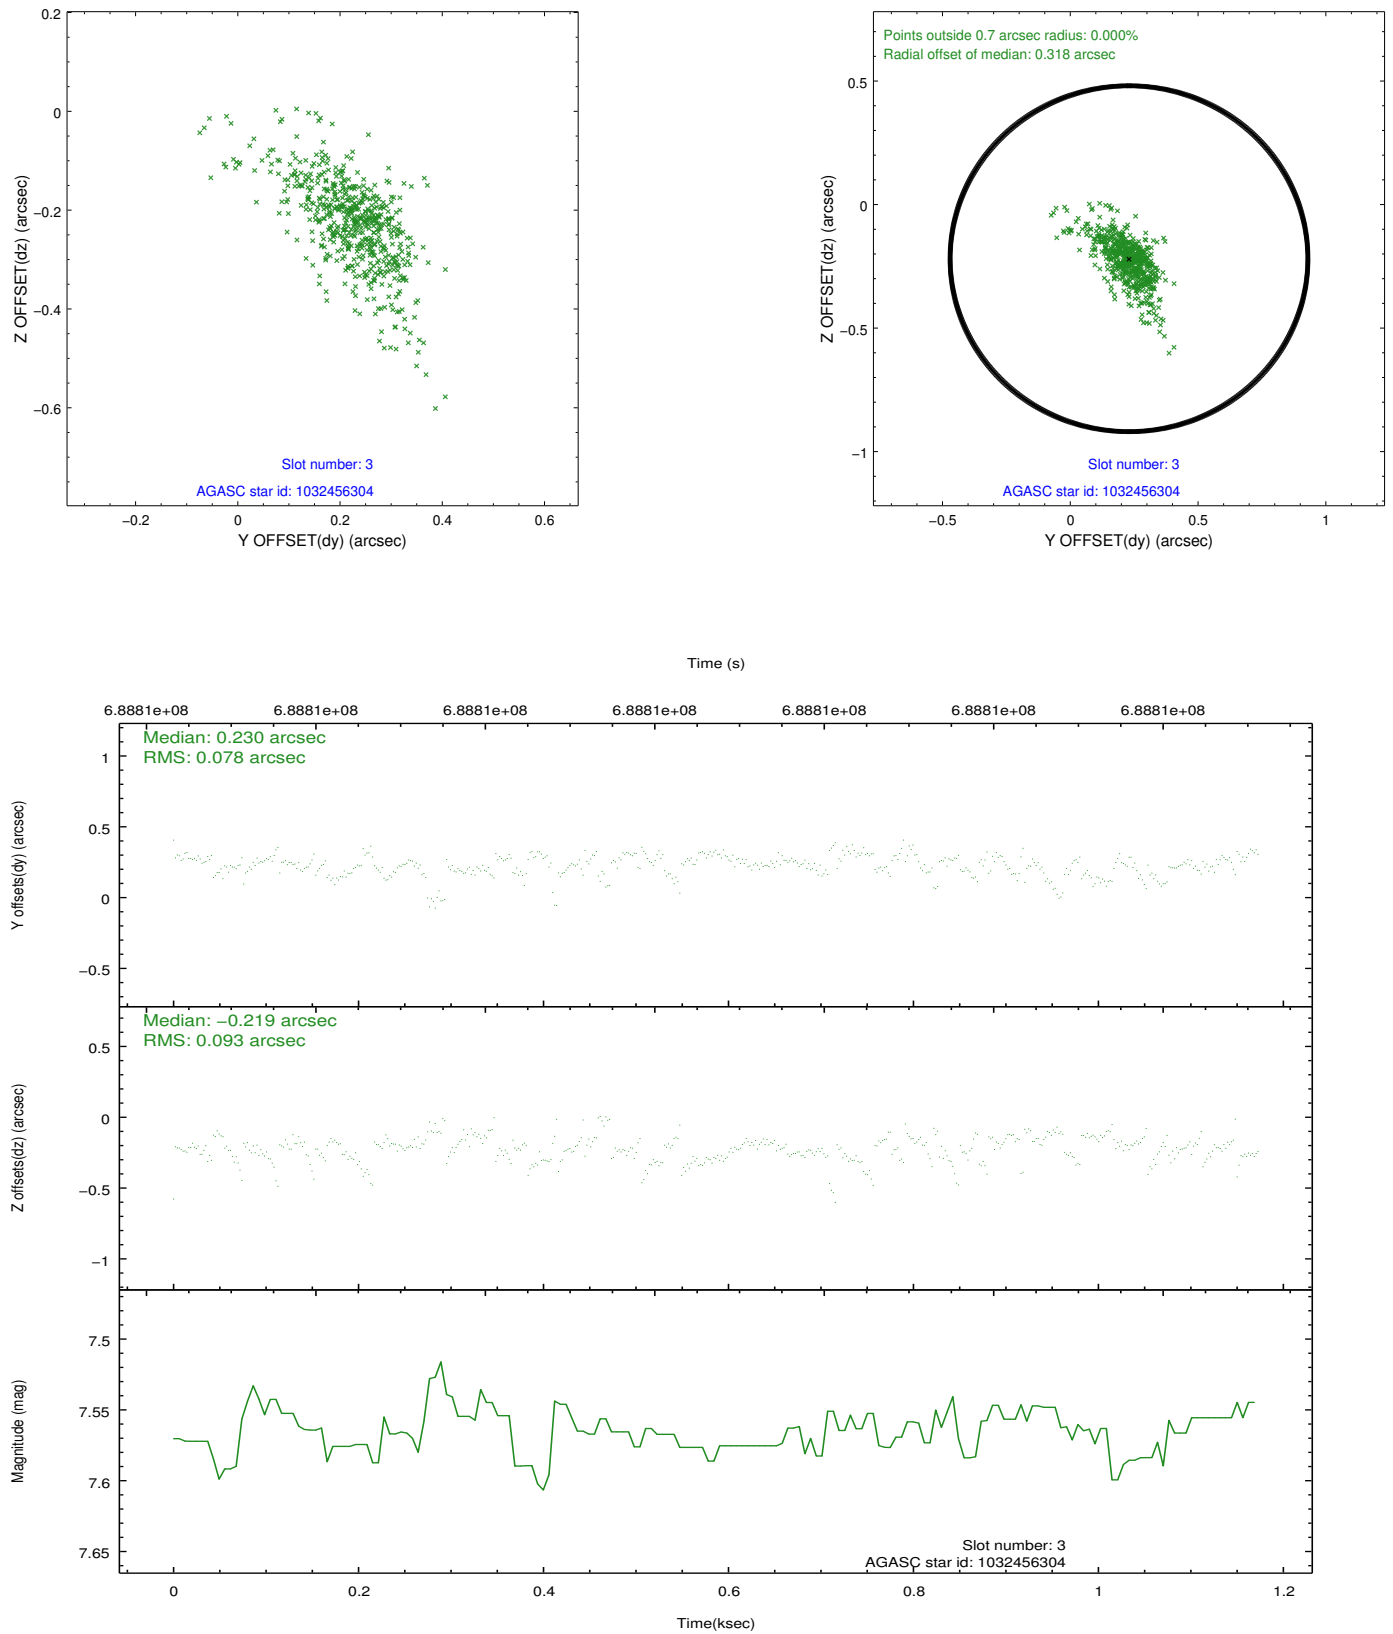 0.2
0
−0.2
−0.4
−0.6
Z OFFSET(dz) (arcsec)
Slot number: 3
AGASC star id: 1032456304
−0.2 0 0.2 0.4 0.6
Y OFFSET(dy) (arcsec)
Points outside 0.7 arcsec radius: 0.000%
Radial offset of median: 0.318 arcsec
0.5
0
−0.5
−1
Z OFFSET(dz) (arcsec)
Slot number: 3
AGASC star id: 1032456304
−0.5 0 0.5 1
Y OFFSET(dy) (arcsec)
Time (s)
6.8881e+08 6.8881e+08 6.8881e+08 6.8881e+08 6.8881e+08 6.8881e+08 6.8881e+08
Median: 0.230 arcsec
RMS: 0.078 arcsec
1
0.5
0
−0.5
Y offsets(dy) (arcsec)
Median: −0.219 arcsec
RMS: 0.093 arcsec
0.5
0
−0.5
−1
Z offsets(dz) (arcsec)
7.5
7.55
7.6
7.65
Magnitude (mag)
Slot number: 3
AGASC star id: 1032456304
0 0.2 0.4 0.6 0.8 1 1.2
Time(ksec)